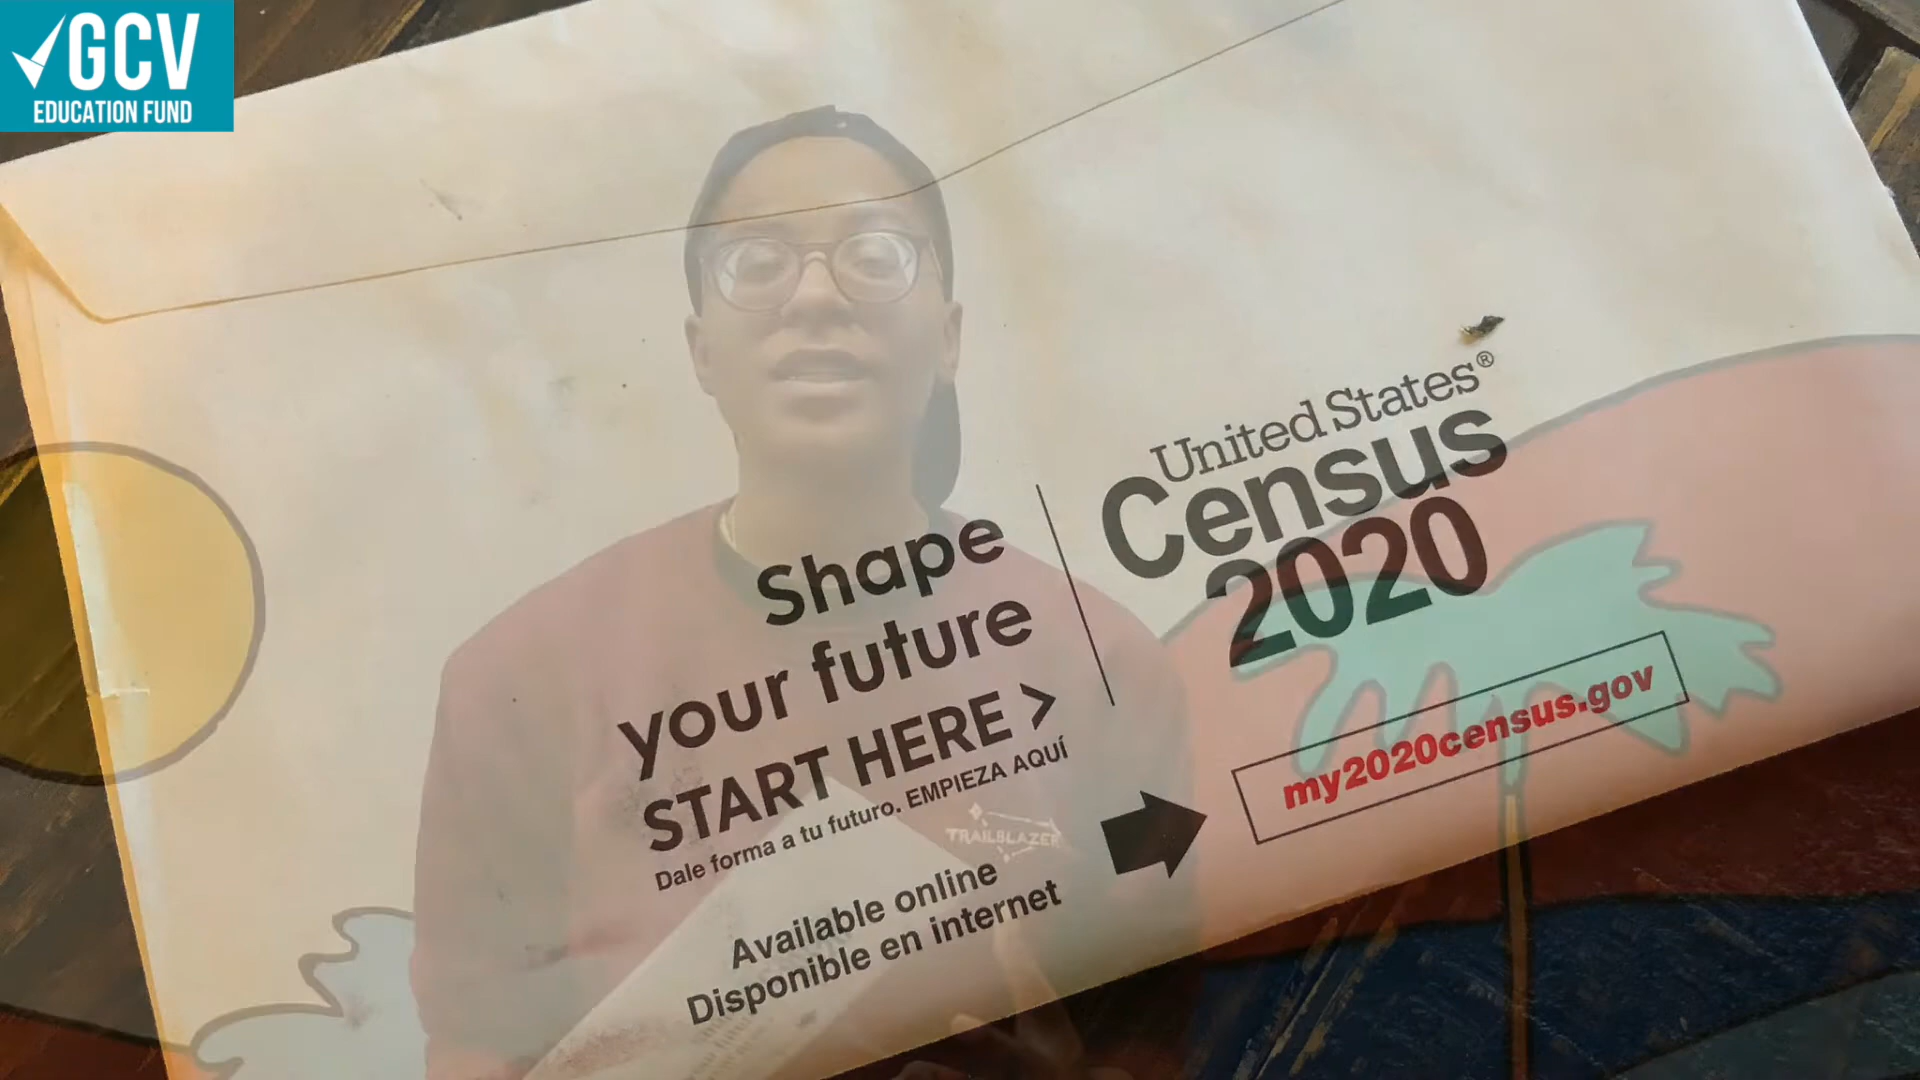 GCV
EDUCATION FUND
United States®
Census
2020
Shape
your future
START HERE >
Dale forma a tu futuro. EMPIEZA AQUÍ
my2020census.gov
TRAILBLAZER
Available online
Disponible en internet